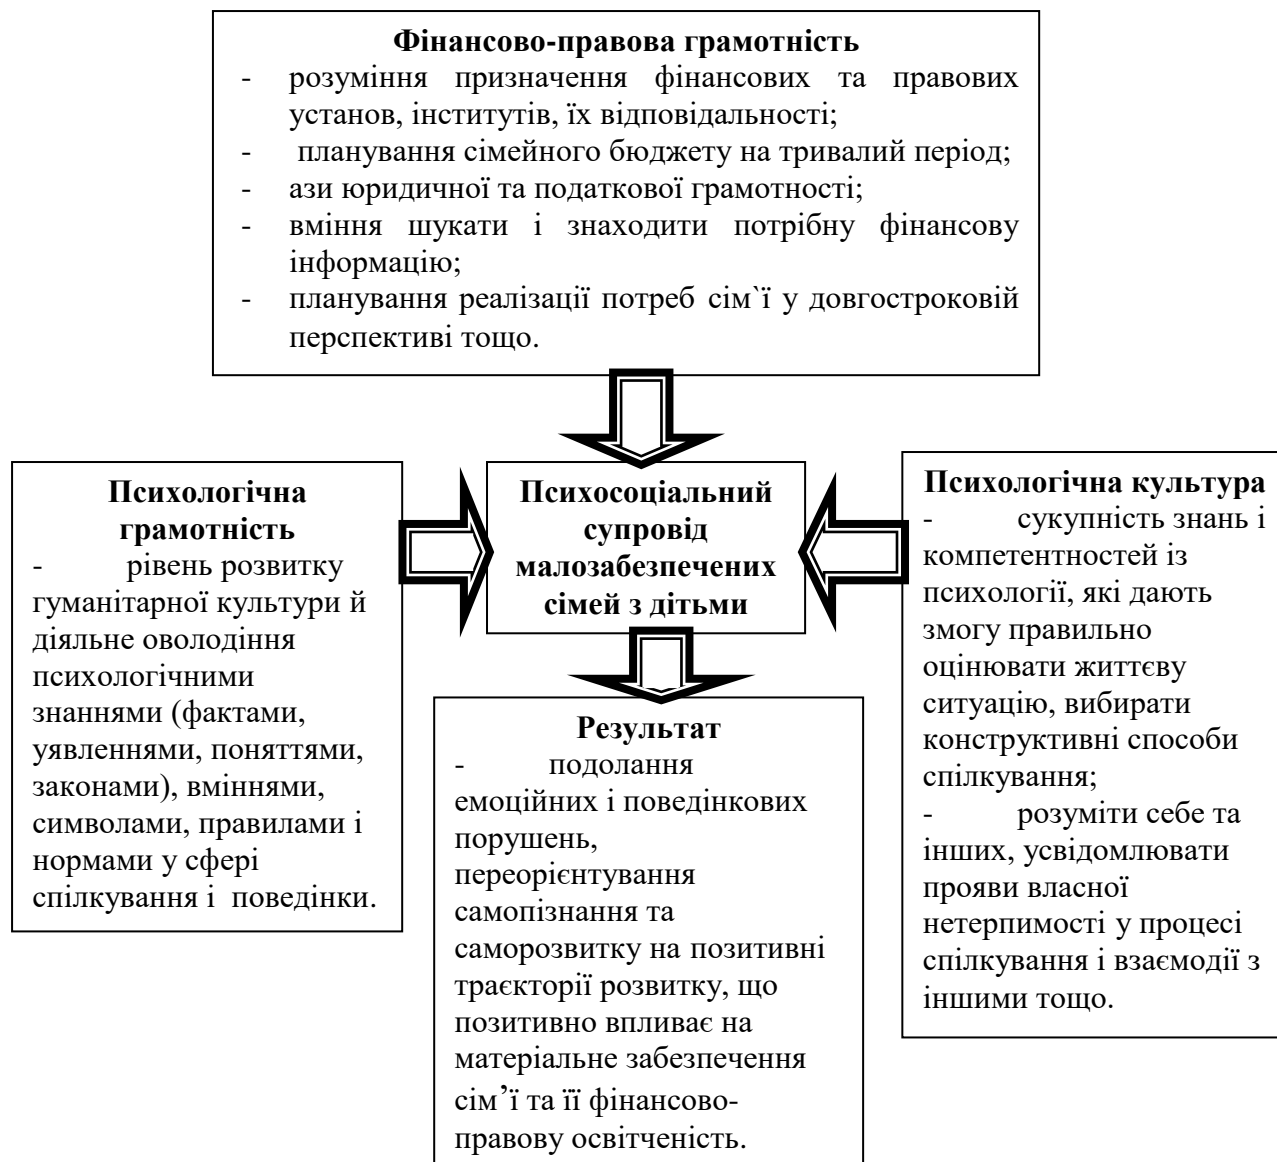 Фінансово-правова грамотність
- розуміння призначення фінансових та правових
установ, інститутів, їх відповідальності;
- планування сімейного бюджету на тривалий період;
- ази юридичної та податкової грамотності;
- вміння шукати і знаходити потрібну фінансову
інформацію;
- планування реалізації потреб сім`ї у довгостроковій
перспективі тощо.
Психологічна
грамотність
- рівень розвитку
гуманітарної культури й
діяльне оволодіння
психологічними
знаннями (фактами,
уявленнями, поняттями,
законами), вміннями,
символами, правилами і
нормами у сфері
спілкування і поведінки.
Психосоціальний
супровід
малозабезпечених
сімей з дітьми
Психологічна культура
- сукупність знань і
компетентностей із
психології, які дають
змогу правильно
оцінювати життєву
ситуацію, вибирати
конструктивні способи
спілкування;
- розуміти себе та
інших, усвідомлювати
прояви власної
нетерпимості у процесі
спілкування і взаємодії з
іншими тощо.
Результат
- подолання
емоційних і поведінкових
порушень,
переорієнтування
самопізнання та
саморозвитку на позитивні
траєкторії розвитку, що
позитивно впливає на
матеріальне забезпечення
сім’ї та її фінансово-
правову освітченість.